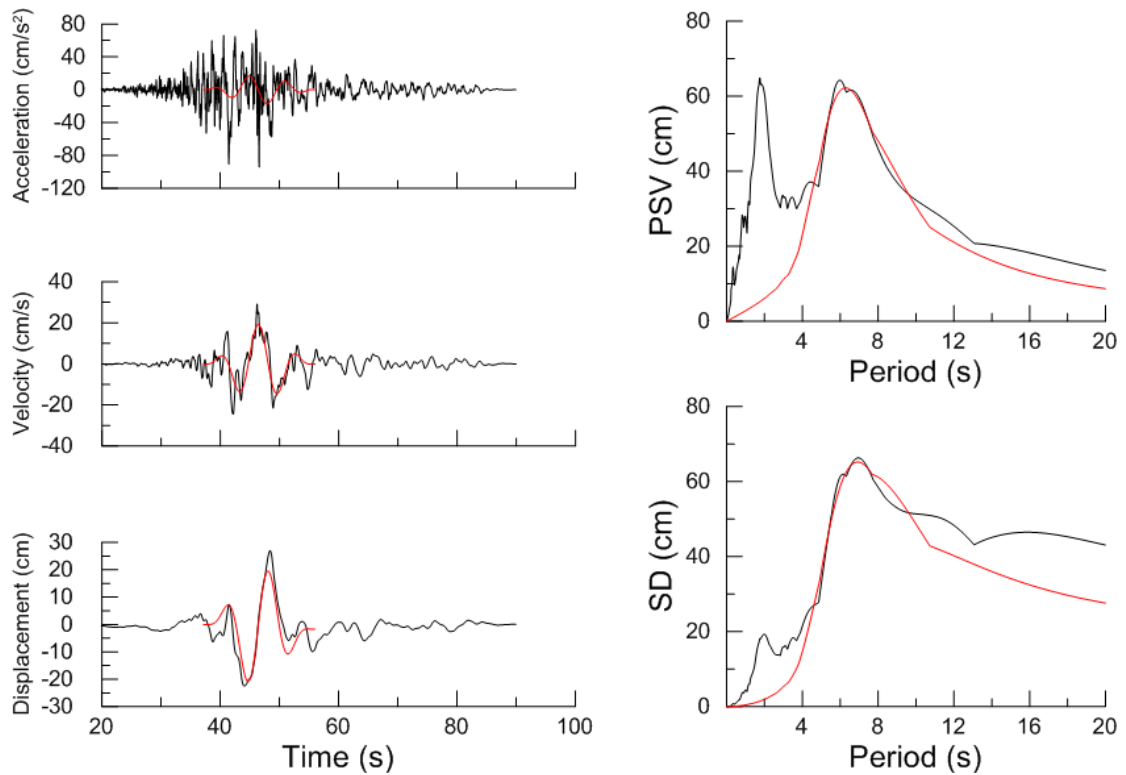 Acceleration (cm/s²)
80
40
0
-40
-80
-120
Velocity (cm/s)
40
20
0
-20
-40
Displacement (cm)
30
20
10
0
-10
-20
-30
20 40 60 80 100
Time (s)
PSV (cm)
80
60
40
20
0
4 8 12 16 20
Period (s)
SD (cm)
80
60
40
20
0
4 8 12 16 20
Period (s)